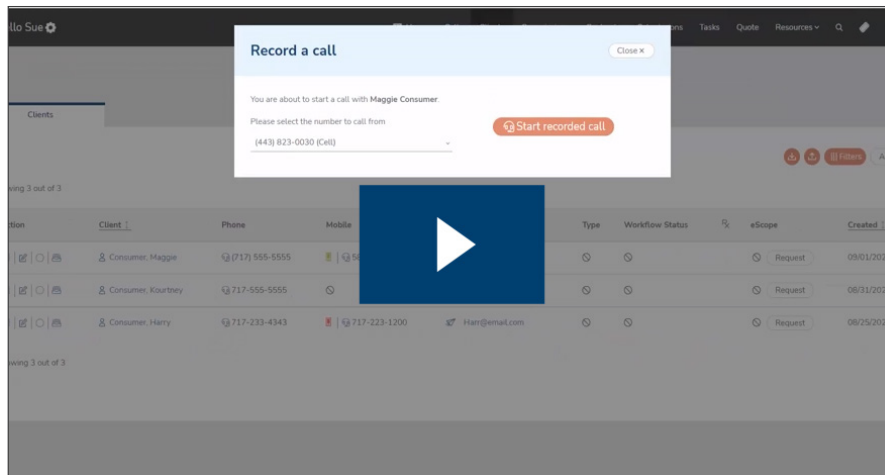 llo Sue
ons Tasks Quote Resources
Record a call
Close ×
You are about to start a call with Maggie Consumer
Please select the number to call from
(443) 823-0030 (Cell)
Start recorded call
Clients
Filters
wing 3 out of 3
tion Client Phone Mobile Type Workflow Status Rx eScope Created
Consumer, Maggie (717) 555-5555 Request 09/01/202
Consumer, Kourtney 717-555-5555 Request 08/31/202
Consumer, Harry 717-233-4343 717-223-1200 Harr@email.com Request 08/25/202
owing 3 out of 3